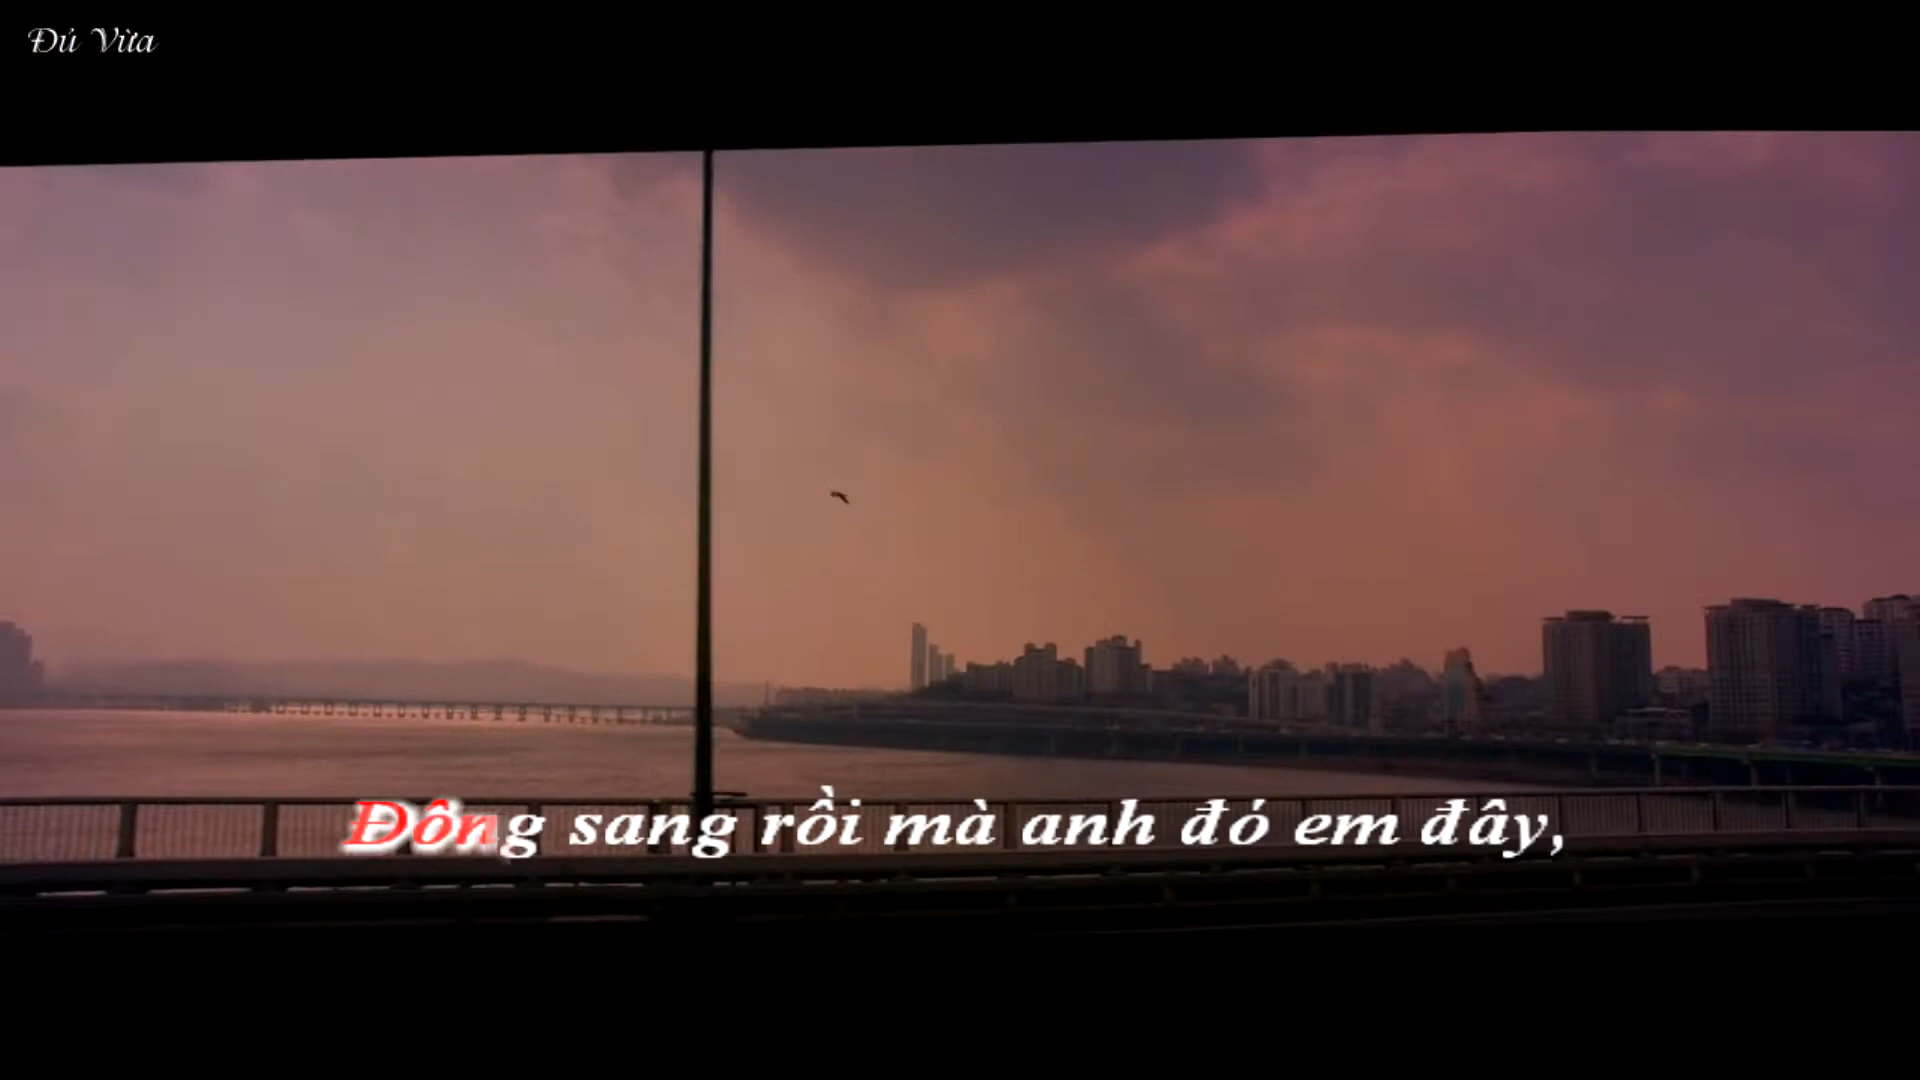 Đủ Vừa
Đông sang rồi mà anh đó em đây,